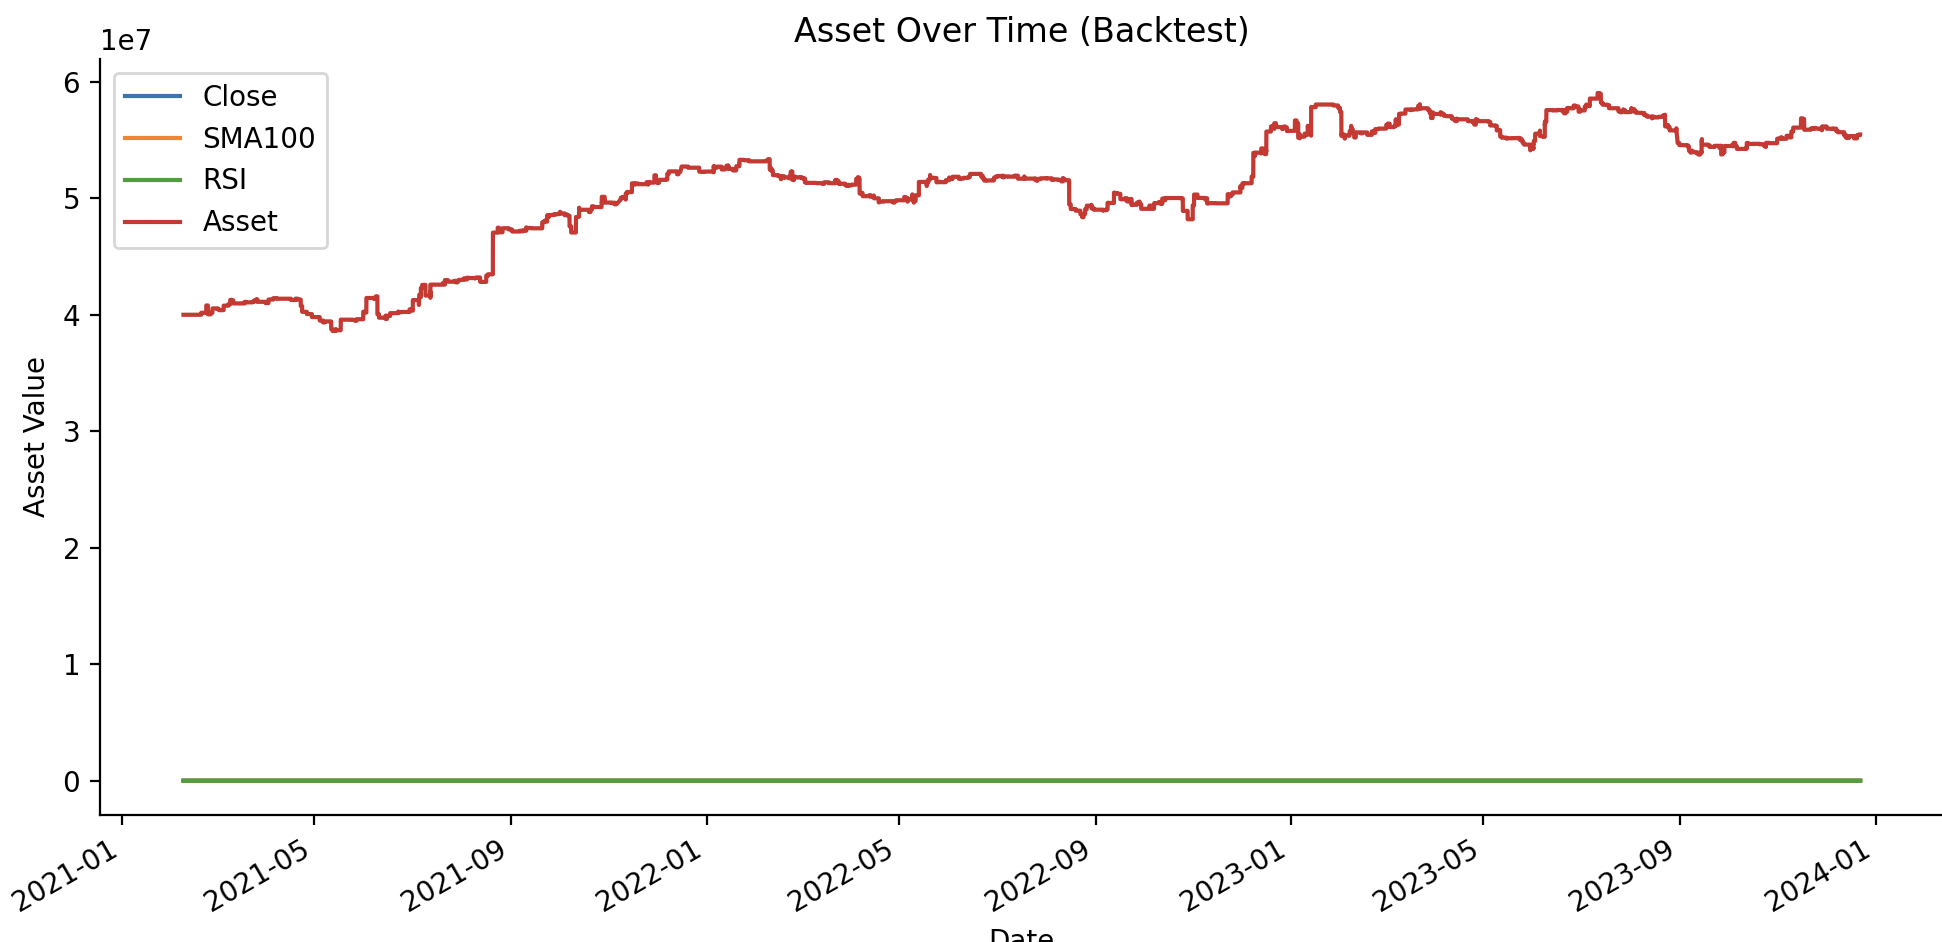 Asset Over Time (Backtest)
1e7
Close
SMA100
RSI
Asset
6
5
4
3
2
1
0
Asset Value
2021-01
2021-05
2021-09
2022-01
2022-05
2022-09
2023-01
2023-05
2023-09
2024-01
Date